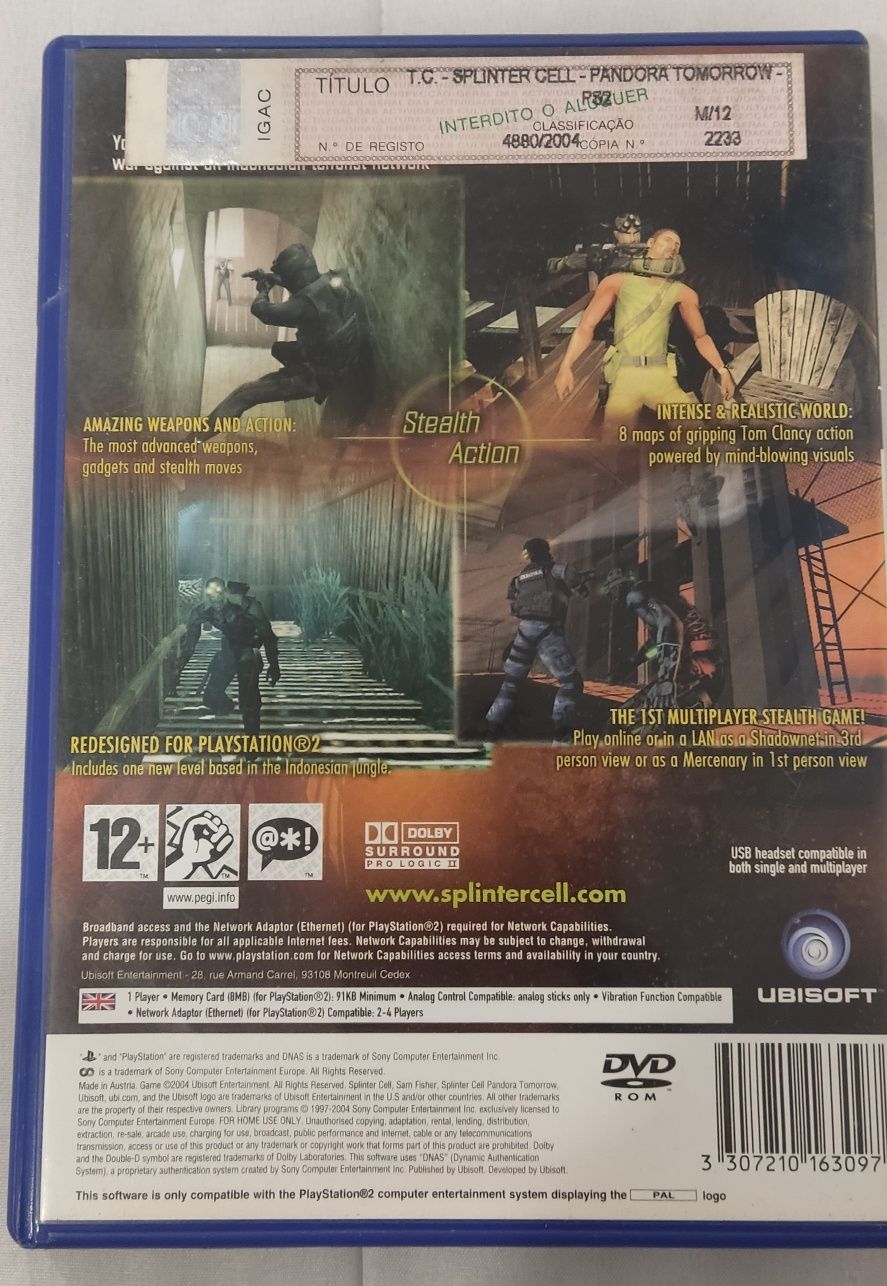 IGAC
TÍTULO T.C. - SPLINTER CELL - PANDORA TOMORROW -
PS2
INTERDITO O ALUGUER
CLASSIFICAÇÃO M/12
N.º DE REGISTO 4880/2004 CÓPIA N.º 2233
Stealth
Action
AMAZING WEAPONS AND ACTION:
The most advanced weapons,
gadgets and stealth moves
INTENSE & REALISTIC WORLD:
8 maps of gripping Tom Clancy action
powered by mind-blowing visuals
REDESIGNED FOR PLAYSTATION®2
Includes one new level based in the Indonesian jungle.
THE 1ST MULTIPLAYER STEALTH GAME!
Play online or in a LAN as a Shadownet in 3rd
person view or as a Mercenary in 1st person view
12+
TM
@*!
TM
www.pegi.info
DOLBY
SURROUND
PRO LOGIC II
www.splintercell.com
USB headset compatible in
both single and multiplayer
Broadband access and the Network Adaptor (Ethernet) (for PlayStation®2) required for Network Capabilities.
Players are responsible for all applicable Internet fees. Network Capabilities may be subject to change, withdrawal
and charge for use. Go to www.playstation.com for Network Capabilities access terms and availability in your country.
Ubisoft Entertainment - 28, rue Armand Carrel, 93108 Montreuil Cedex
UBISOFT™
1 Player • Memory Card (8MB) (for PlayStation®2): 91KB Minimum • Analog Control Compatible: analog sticks only • Vibration Function Compatible
• Network Adaptor (Ethernet) (for PlayStation®2) Compatible: 2-4 Players
" " and "PlayStation" are registered trademarks and DNAS is a trademark of Sony Computer Entertainment Inc.
is a trademark of Sony Computer Entertainment Europe. All Rights Reserved.
Made in Austria. Game ©2004 Ubisoft Entertainment. All Rights Reserved. Splinter Cell, Sam Fisher, Splinter Cell Pandora Tomorrow,
Ubisoft, ubi.com, and the Ubisoft logo are trademarks of Ubisoft Entertainment in the U.S and/or other countries. All other trademarks
are the property of their respective owners. Library programs © 1997-2004 Sony Computer Entertainment Inc. exclusively licensed to
Sony Computer Entertainment Europe. FOR HOME USE ONLY. Unauthorised copying, adaptation, rental, lending, distribution,
extraction, re-sale, arcade use, charging for use, broadcast, public performance and internet, cable or any telecommunications
transmission, access or use of this product or any trademark or copyright work that forms part of this product are prohibited. Dolby
and the Double-D symbol are registered trademarks of Dolby Laboratories. This software uses "DNAS" (Dynamic Authentication
System), a proprietary authentication system created by Sony Computer Entertainment Inc. Published by Ubisoft. Developed by Ubisoft.
DVD
ROM
3 307210 163097
This software is only compatible with the PlayStation®2 computer entertainment system displaying the PAL logo